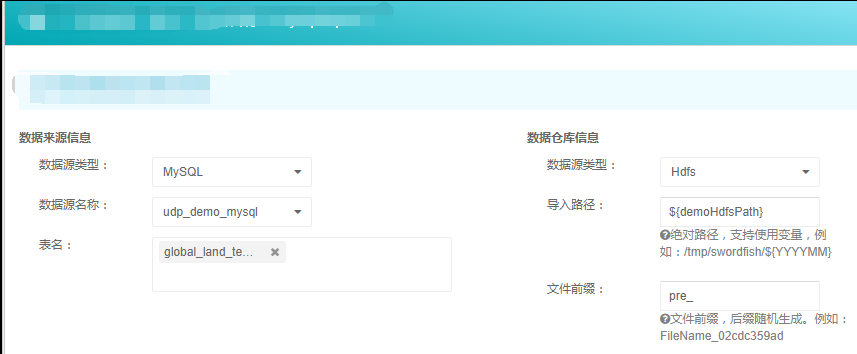 数据来源信息
数据仓库信息
数据源类型：
MySQL
数据源类型：
Hdfs
数据源名称：
udp_demo_mysql
导入路径：
${demoHdfsPath}
绝对路径，支持使用变量，例
如：/tmp/swordfish/${YYYYMM}
表名：
global_land_te...
文件前缀：
pre_
文件前缀，后缀随机生成。例如：
FileName_02cdc359ad